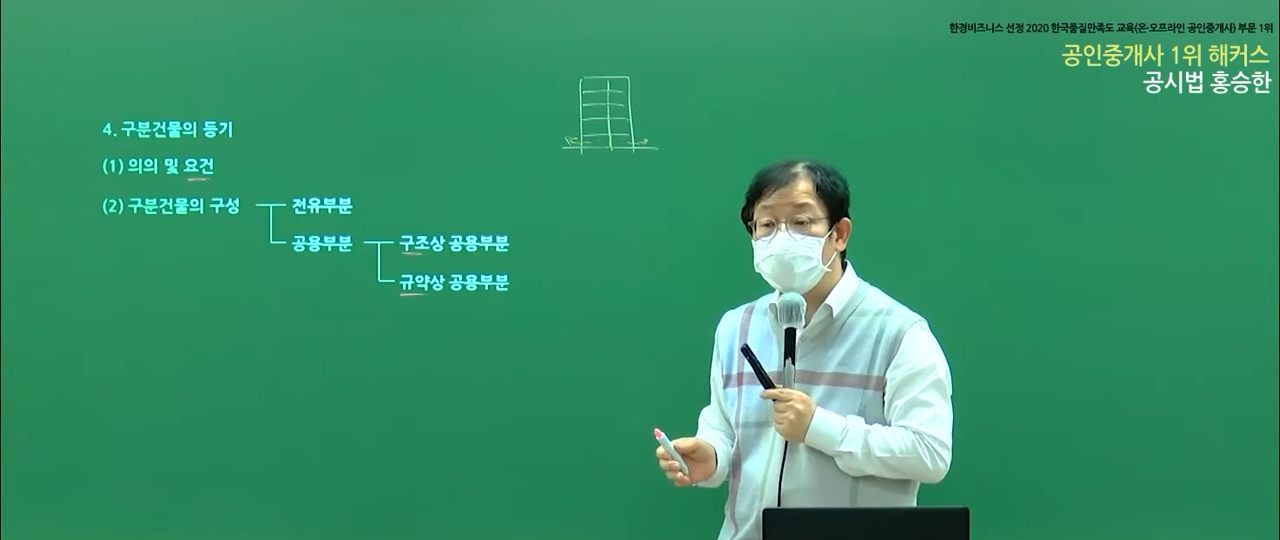 한경비즈니스 선정 2020 한국품질만족도 교육(온·오프라인 공인중개사) 부문 1위
공인중개사 1위 해커스
공시법 홍승한
4. 구분건물의 등기
(1) 의의 및 요건
(2) 구분건물의 구성
전유부분
공용부분
구조상 공용부분
규약상 공용부분